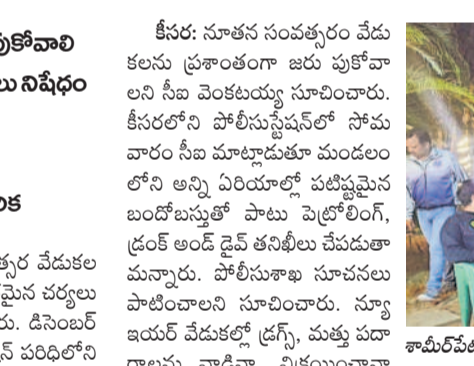 పుకోవాలి
లు నిషేధం
రిక
త్సర వేడుకల
మైన చర్యలు
రు. డిసెంబర్
న్ పరిధిలోని
కీసర: నూతన సంవత్సరం వేడు
కలను ప్రశాంతంగా జరు పుకోవా
లని సీఐ వెంకటయ్య సూచించారు.
కీసరలోని పోలీసుస్టేషన్‌లో సోమ
వారం సీఐ మాట్లాడుతూ మండలం
లోని అన్ని ఏరియాల్లో పటిష్టమైన
బందోబస్తుతో పాటు పెట్రోలింగ్,
డ్రంక్ అండ్ డ్రైవ్ తనిఖీలు చేపడుతా
మన్నారు. పోలీసుశాఖ సూచనలు
పాటించాలని సూచించారు. న్యూ
ఇయర్ వేడుకల్లో డ్రగ్స్, మత్తు పదా
శామీర్‌పేట